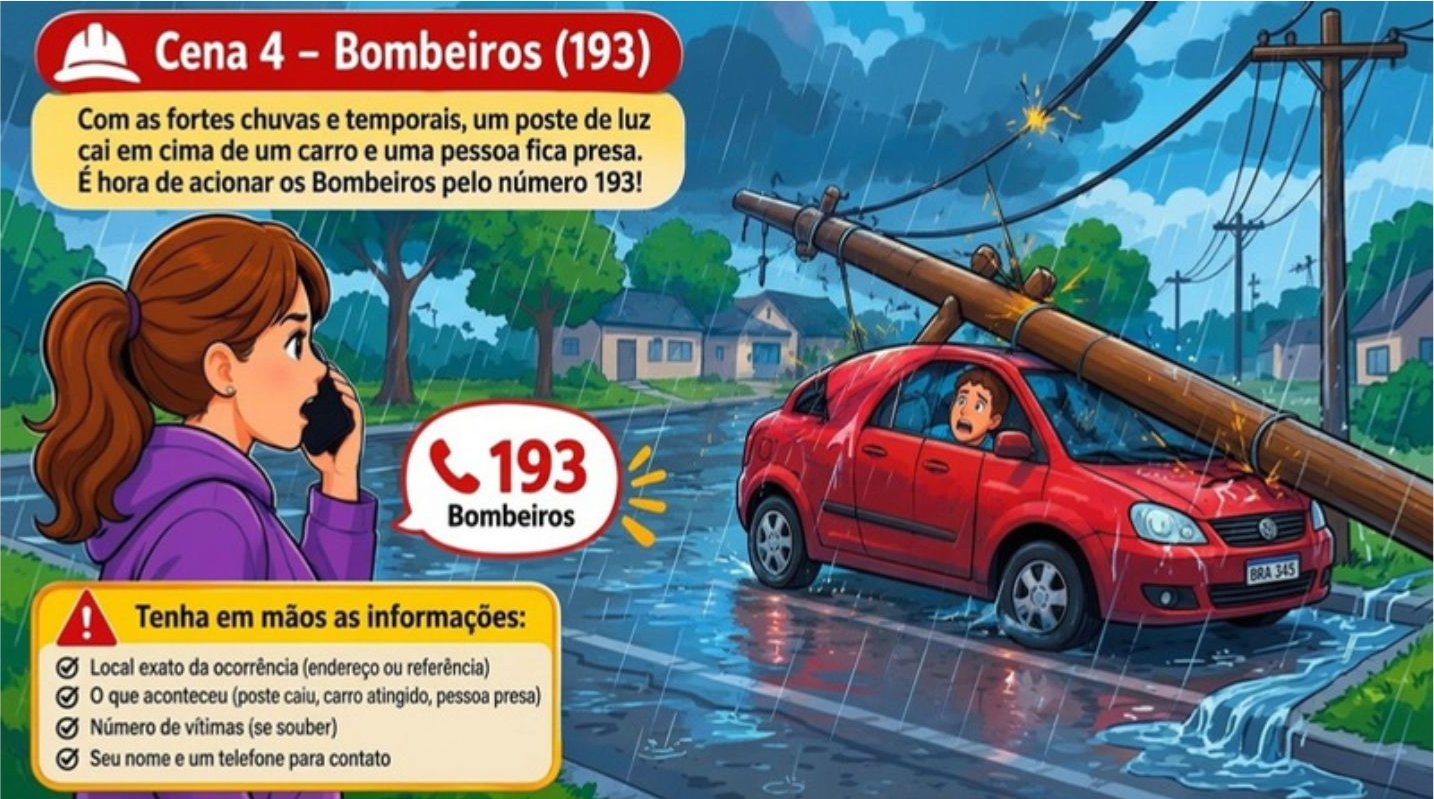 Cena 4 – Bombeiros (193)
Com as fortes chuvas e temporais, um poste de luz
cai em cima de um carro e uma pessoa fica presa.
É hora de acionar os Bombeiros pelo número 193!
193
Bombeiros
BRA 345
Tenha em mãos as informações:
Local exato da ocorrência (endereço ou referência)
O que aconteceu (poste caiu, carro atingido, pessoa presa)
Número de vítimas (se souber)
Seu nome e um telefone para contato